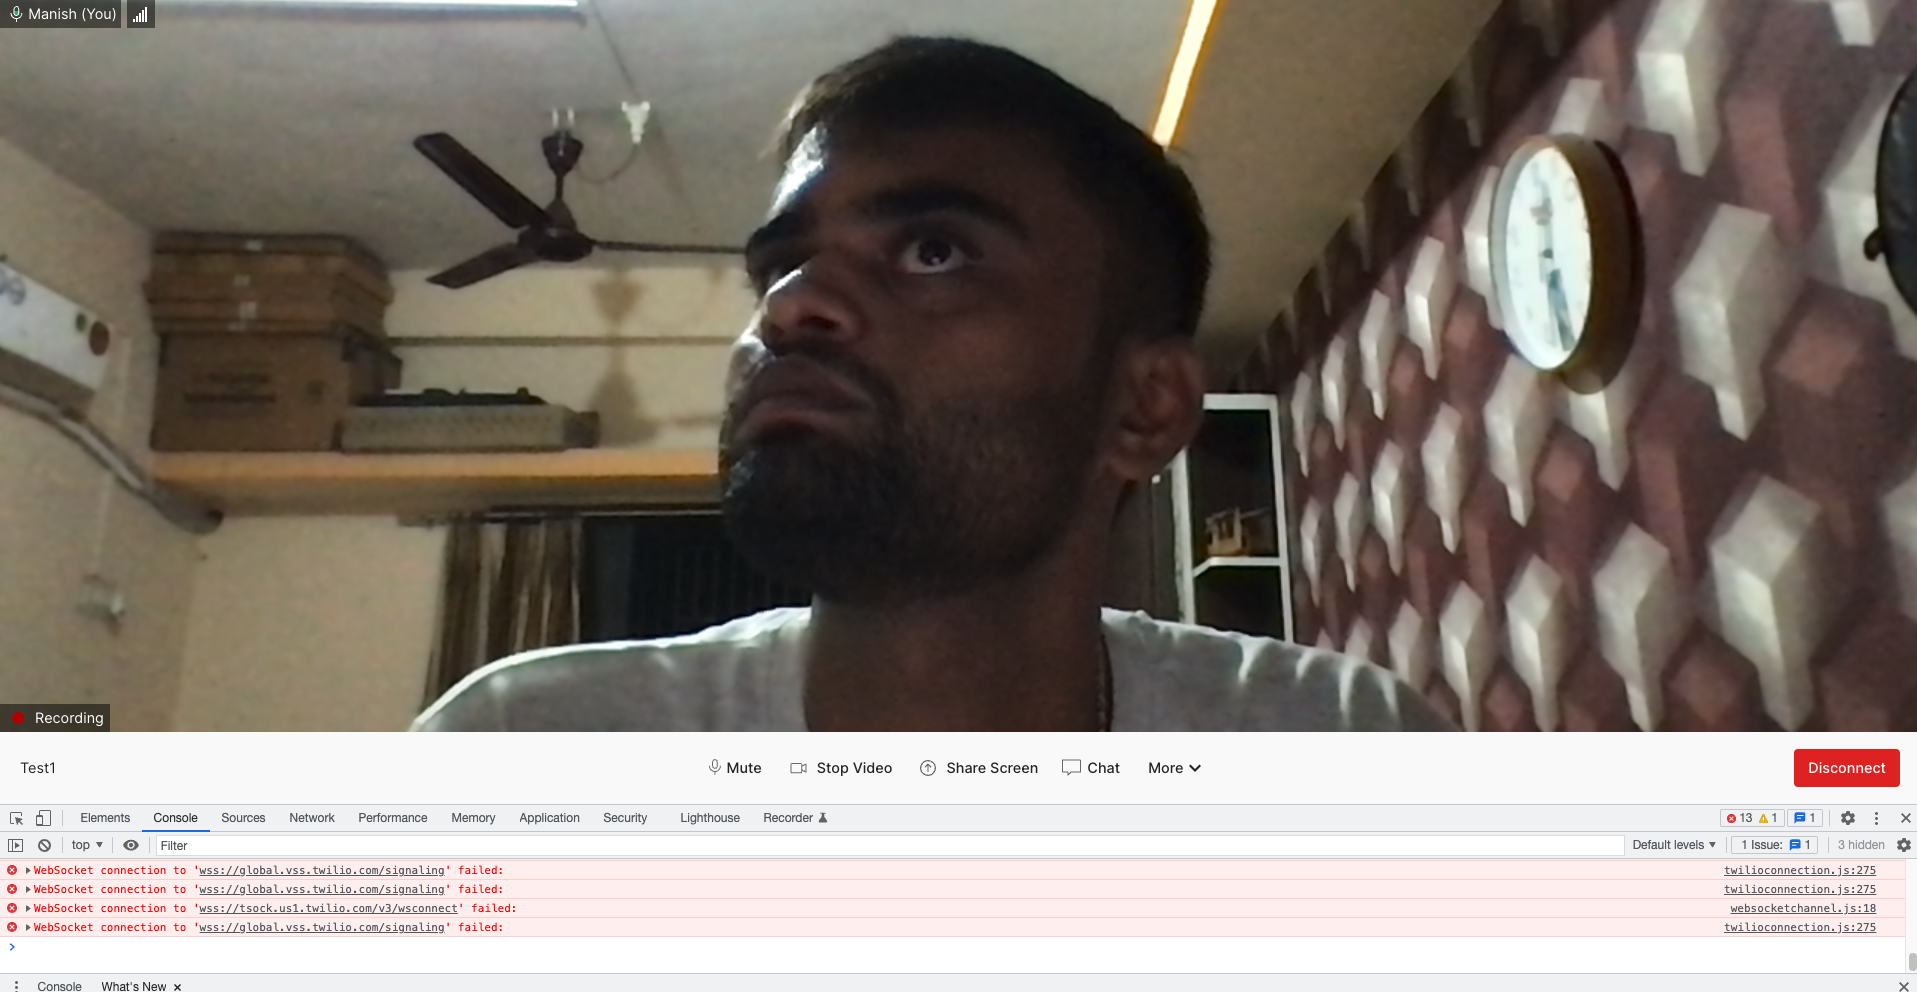 Manish (You)
Recording
Test1
Mute
Stop Video
Share Screen
Chat
More
Disconnect
Elements
Console
Sources
Network
Performance
Memory
Application
Security
Lighthouse
Recorder
13
1
1
top
Filter
Default levels
1 Issue:
1
3 hidden
WebSocket connection to 'wss://global.vss.twilio.com/signaling' failed:
twilioconnection.js:275
WebSocket connection to 'wss://global.vss.twilio.com/signaling' failed:
twilioconnection.js:275
WebSocket connection to 'wss://tsock.us1.twilio.com/v3/wsconnect' failed:
websocketchannel.js:18
WebSocket connection to 'wss://global.vss.twilio.com/signaling' failed:
twilioconnection.js:275
Console
What's New